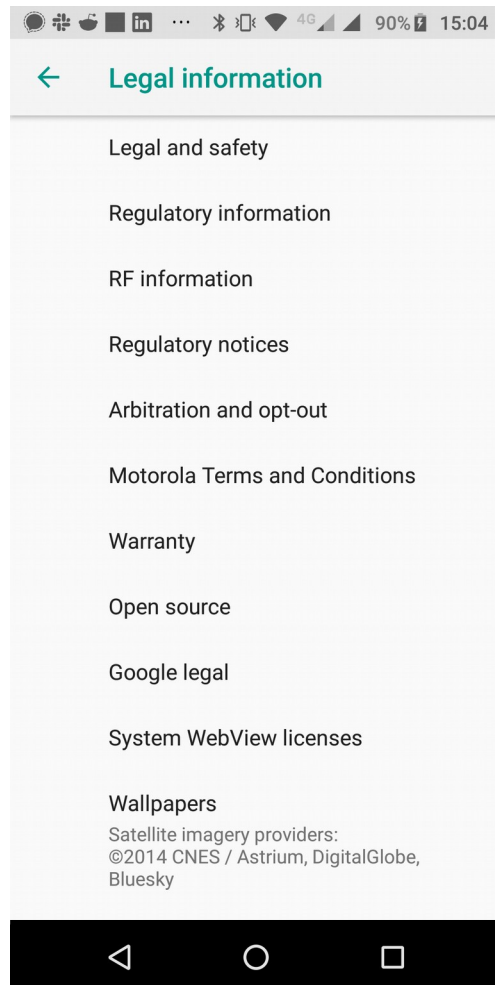 in ... 4G 90% 15:04
Legal information
Legal and safety
Regulatory information
RF information
Regulatory notices
Arbitration and opt-out
Motorola Terms and Conditions
Warranty
Open source
Google legal
System WebView licenses
Wallpapers
Satellite imagery providers:
©2014 CNES / Astrium, DigitalGlobe,
Bluesky